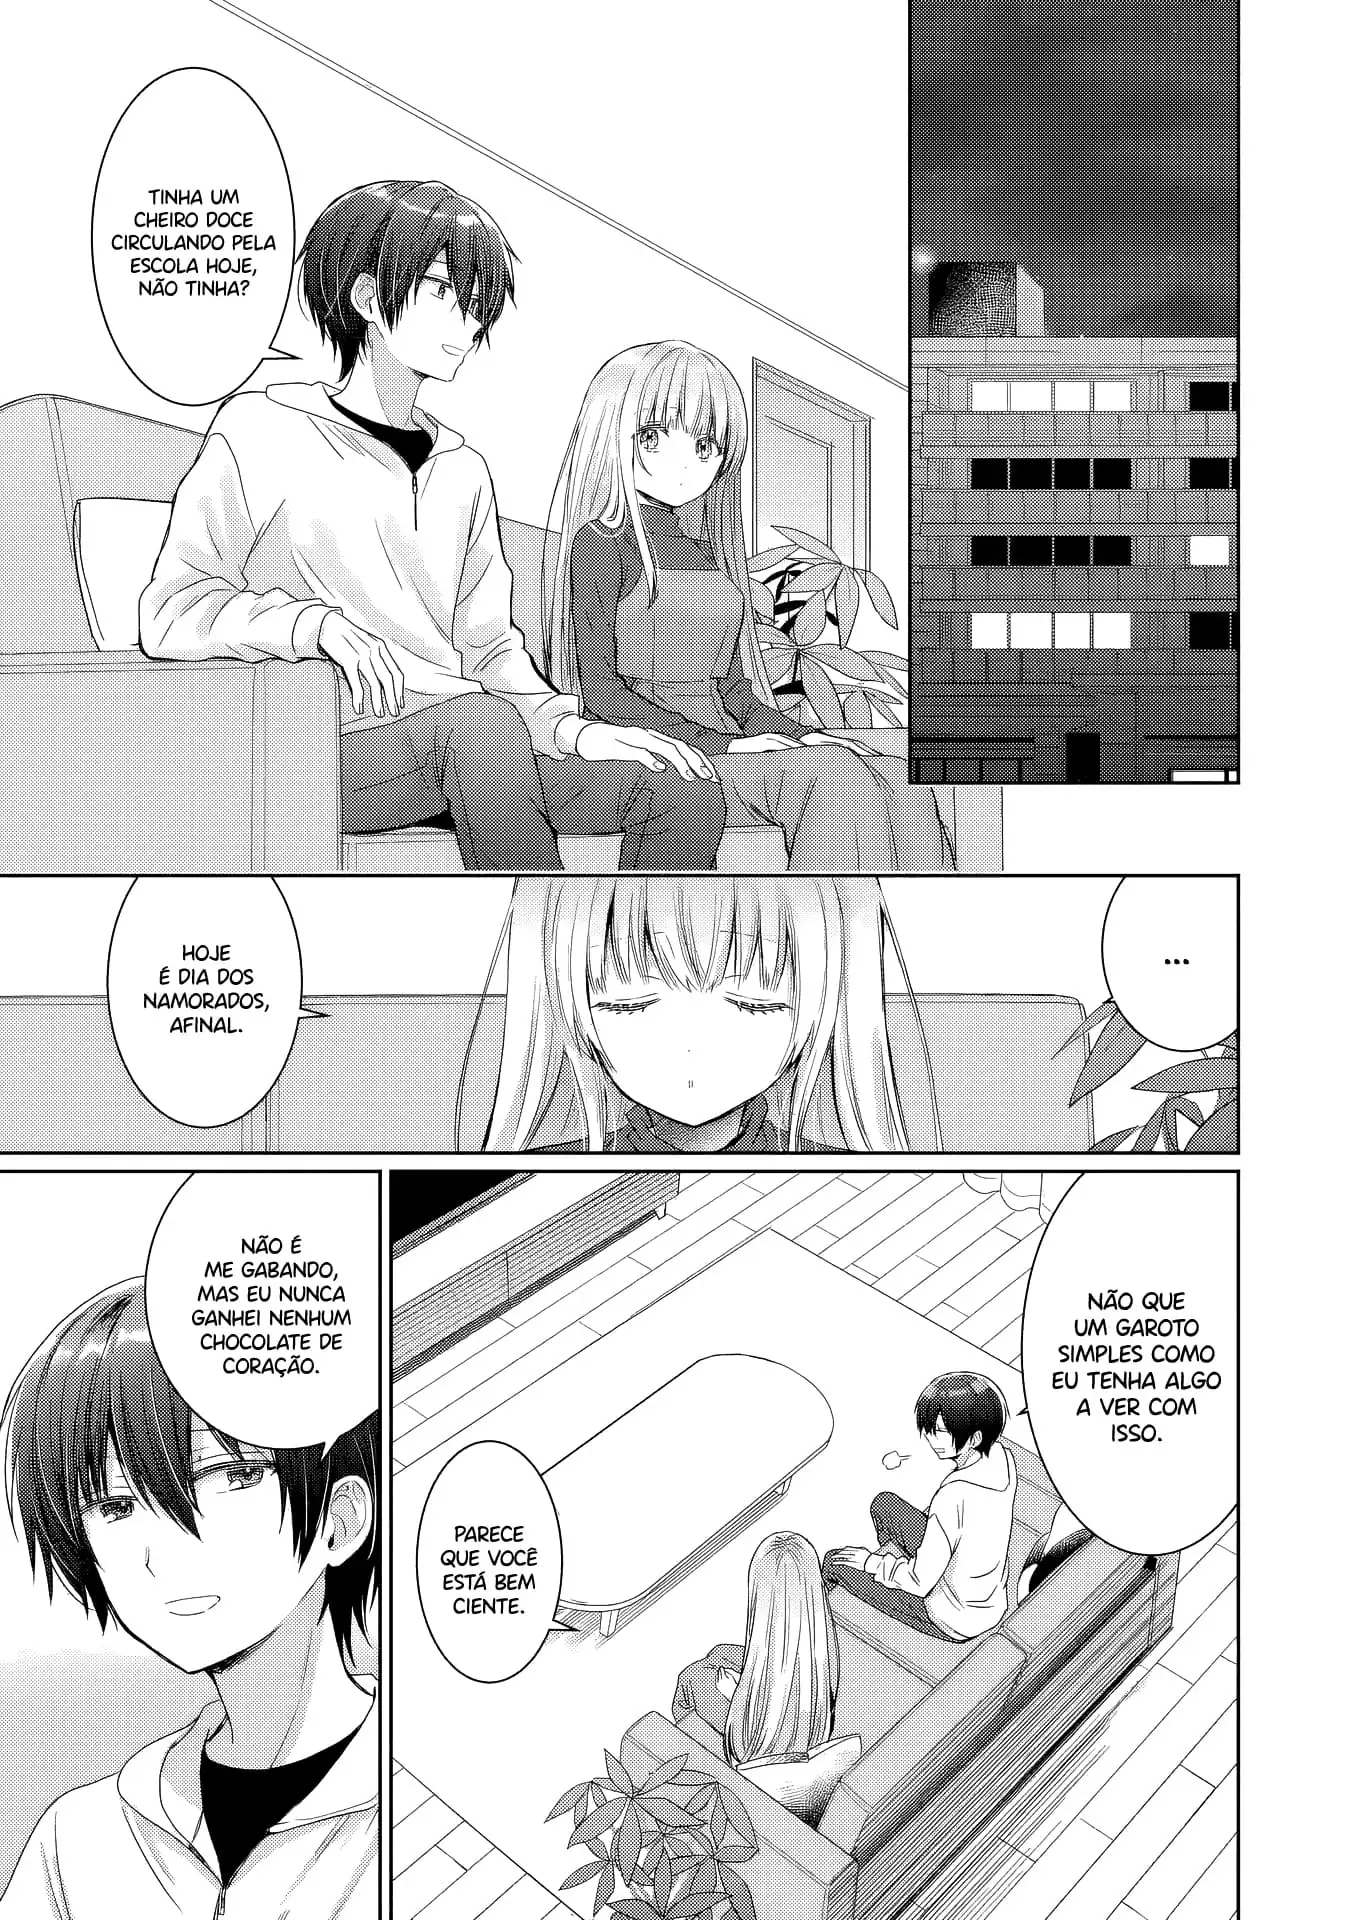 TINHA UM
CHEIRO DOCE
CIRCULANDO PELA
ESCOLA HOJE,
NÃO TINHA?
...
HOJE
É DIA DOS
NAMORADOS,
AFINAL.
NÃO QUE
UM GAROTO
SIMPLES COMO
EU TENHA ALGO
A VER COM
ISSO.
PARECE
QUE VOCÊ
ESTÁ BEM
CIENTE.
NÃO É
ME GABANDO,
MAS EU NUNCA
GANHEI NENHUM
CHOCOLATE DE
CORAÇÃO.